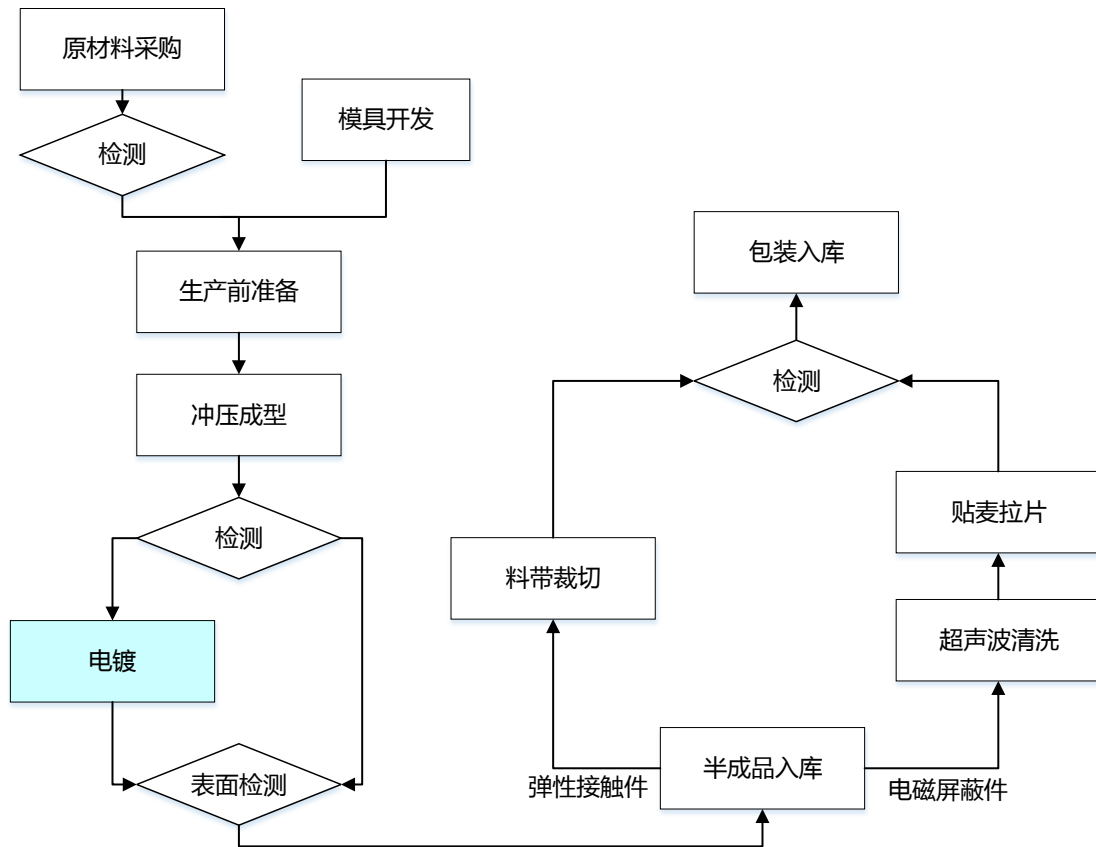 原材料采购
检测
模具开发
生产前准备
冲压成型
检测
电镀
表面检测
包装入库
检测
料带裁切
贴麦拉片
超声波清洗
半成品入库
弹性接触件
电磁屏蔽件